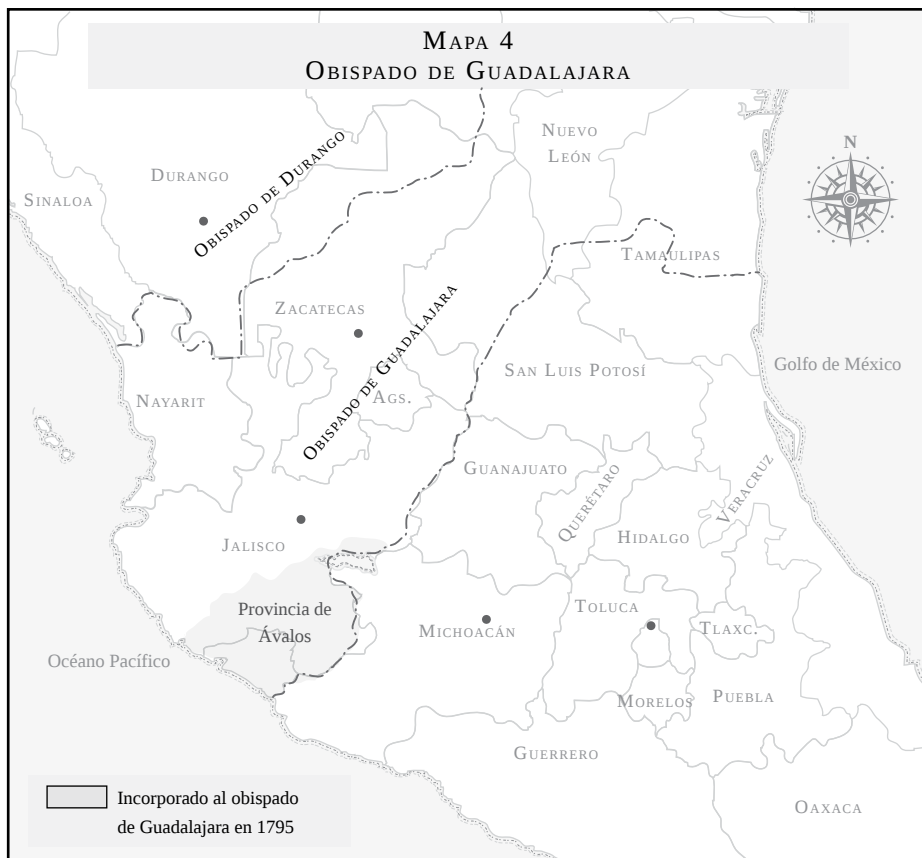 Mapa 4
Obispado de Guadalajara
Nuevo
León
N
Durango
Obispado de Durango
Sinaloa
Tamaulipas
Zacatecas
Obispado de Guadalajara
Golfo de México
San Luis Potosí
Ags.
Nayarit
Guanajuato
Querétaro
Veracruz
Hidalgo
Jalisco
Provincia de
Ávalos
Toluca
Michoacán
Tlaxc.
Océano Pacífico
Morelos
Puebla
Guerrero
Oaxaca
Incorporado al obispado
de Guadalajara en 1795